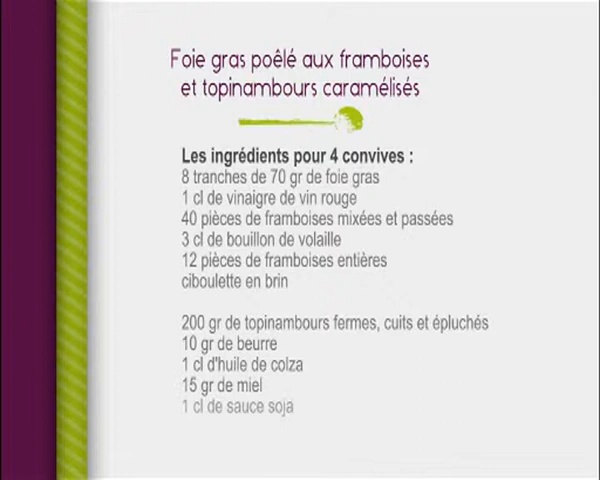 Foie gras poêlé aux framboises
et topinambours caramélisés
Les ingrédients pour 4 convives :
8 tranches de 70 gr de foie gras
1 cl de vinaigre de vin rouge
40 pièces de framboises mixées et passées
3 cl de bouillon de volaille
12 pièces de framboises entières
ciboulette en brin
200 gr de topinambours fermes, cuits et épluchés
10 gr de beurre
1 cl d'huile de colza
15 gr de miel
1 cl de sauce soja